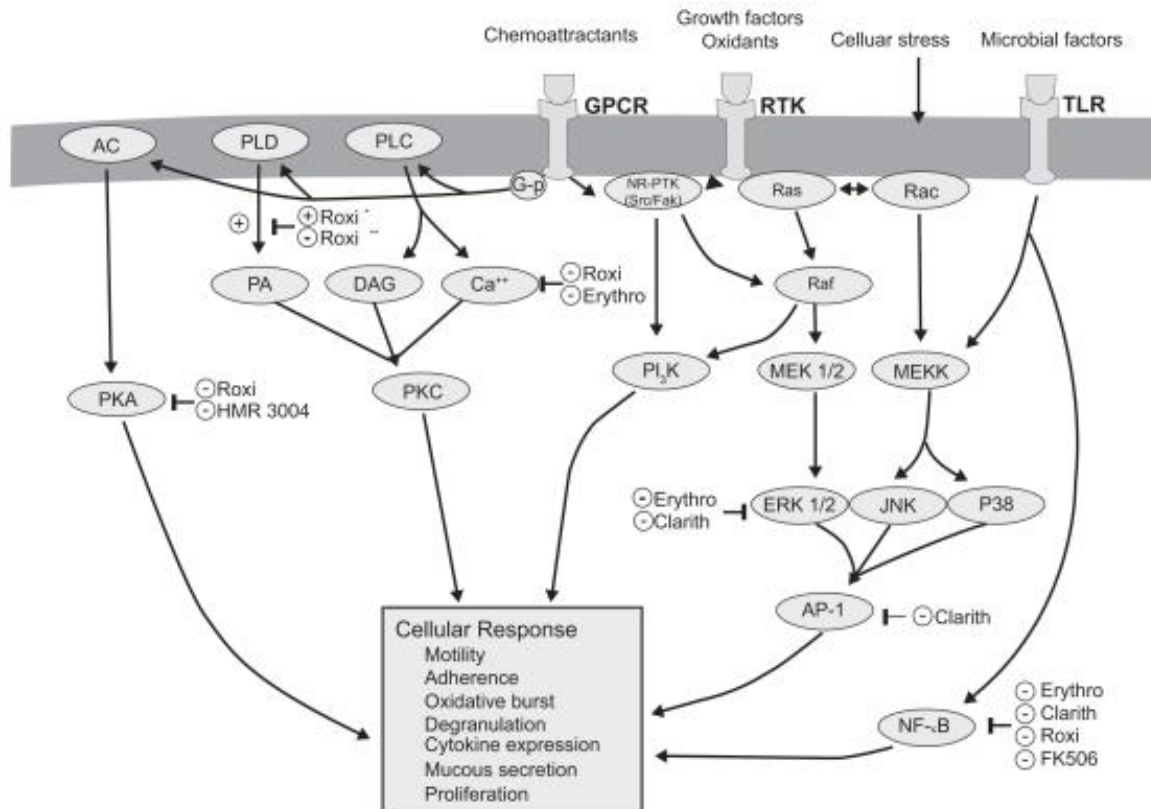 Chemoattractants
Growth factors
Oxidants
Celluar stress
Microbial factors
GPCR
RTK
TLR
AC
PLD
PLC
G-p
NR-PTK
(Src/Fak)
Ras
Rac
+
+ Roxi *
- Roxi **
PA
DAG
Ca++
- Roxi
- Erythro
Raf
PKA
- Roxi
- HMR 3004
PKC
PI3K
MEK 1/2
MEKK
- Erythro
- Clarith
ERK 1/2
JNK
P38
AP-1
- Clarith
Cellular Response
Motility
Adherence
Oxidative burst
Degranulation
Cytokine expression
Mucous secretion
Proliferation
NF-κB
- Erythro
- Clarith
- Roxi
- FK506